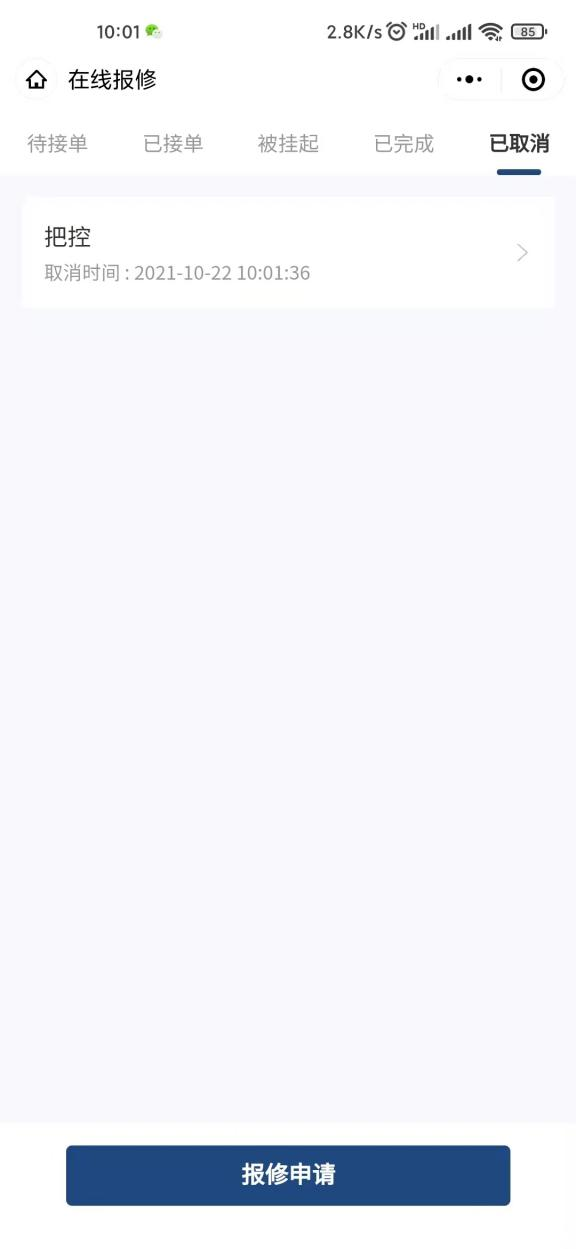 10:01 2.8K/s HD 85
在线报修
待接单 已接单 被挂起 已完成 已取消
把控
取消时间 : 2021-10-22 10:01:36
报修申请